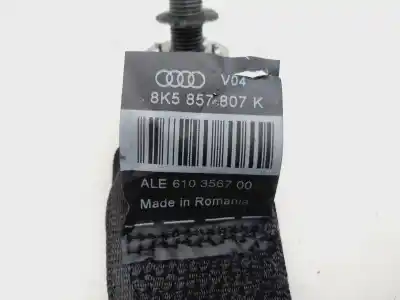 V04
8K5 857 807 K
ALE 610 3567 00
Made in Romania